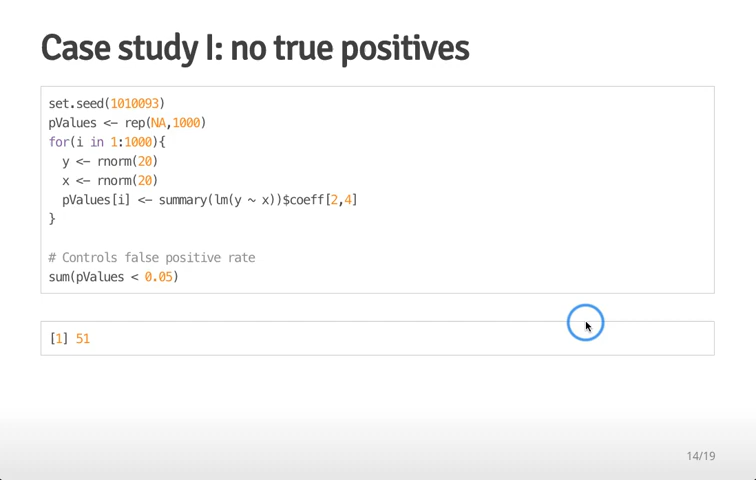 Case study I: no true positives
set.seed(1010093)
pValues <- rep(NA,1000)
for(i in 1:1000){
  y <- rnorm(20)
  x <- rnorm(20)
  pValues[i] <- summary(lm(y ~ x))$coeff[2,4]
}

# Controls false positive rate
sum(pValues < 0.05)
[1] 51
14/19